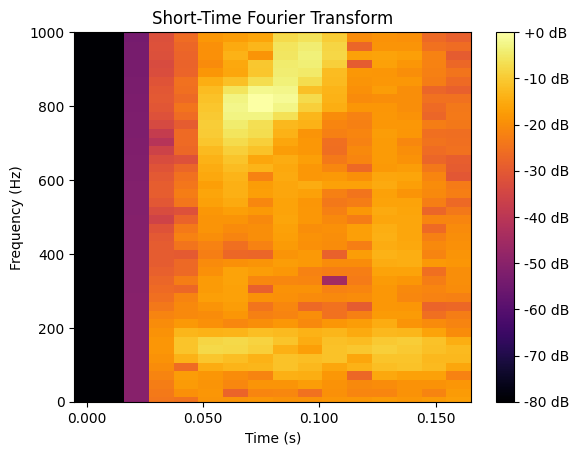 Short-Time Fourier Transform
Frequency (Hz)
1000
800
600
400
200
0
0.000
0.050
0.100
0.150
Time (s)
+0 dB
-10 dB
-20 dB
-30 dB
-40 dB
-50 dB
-60 dB
-70 dB
-80 dB